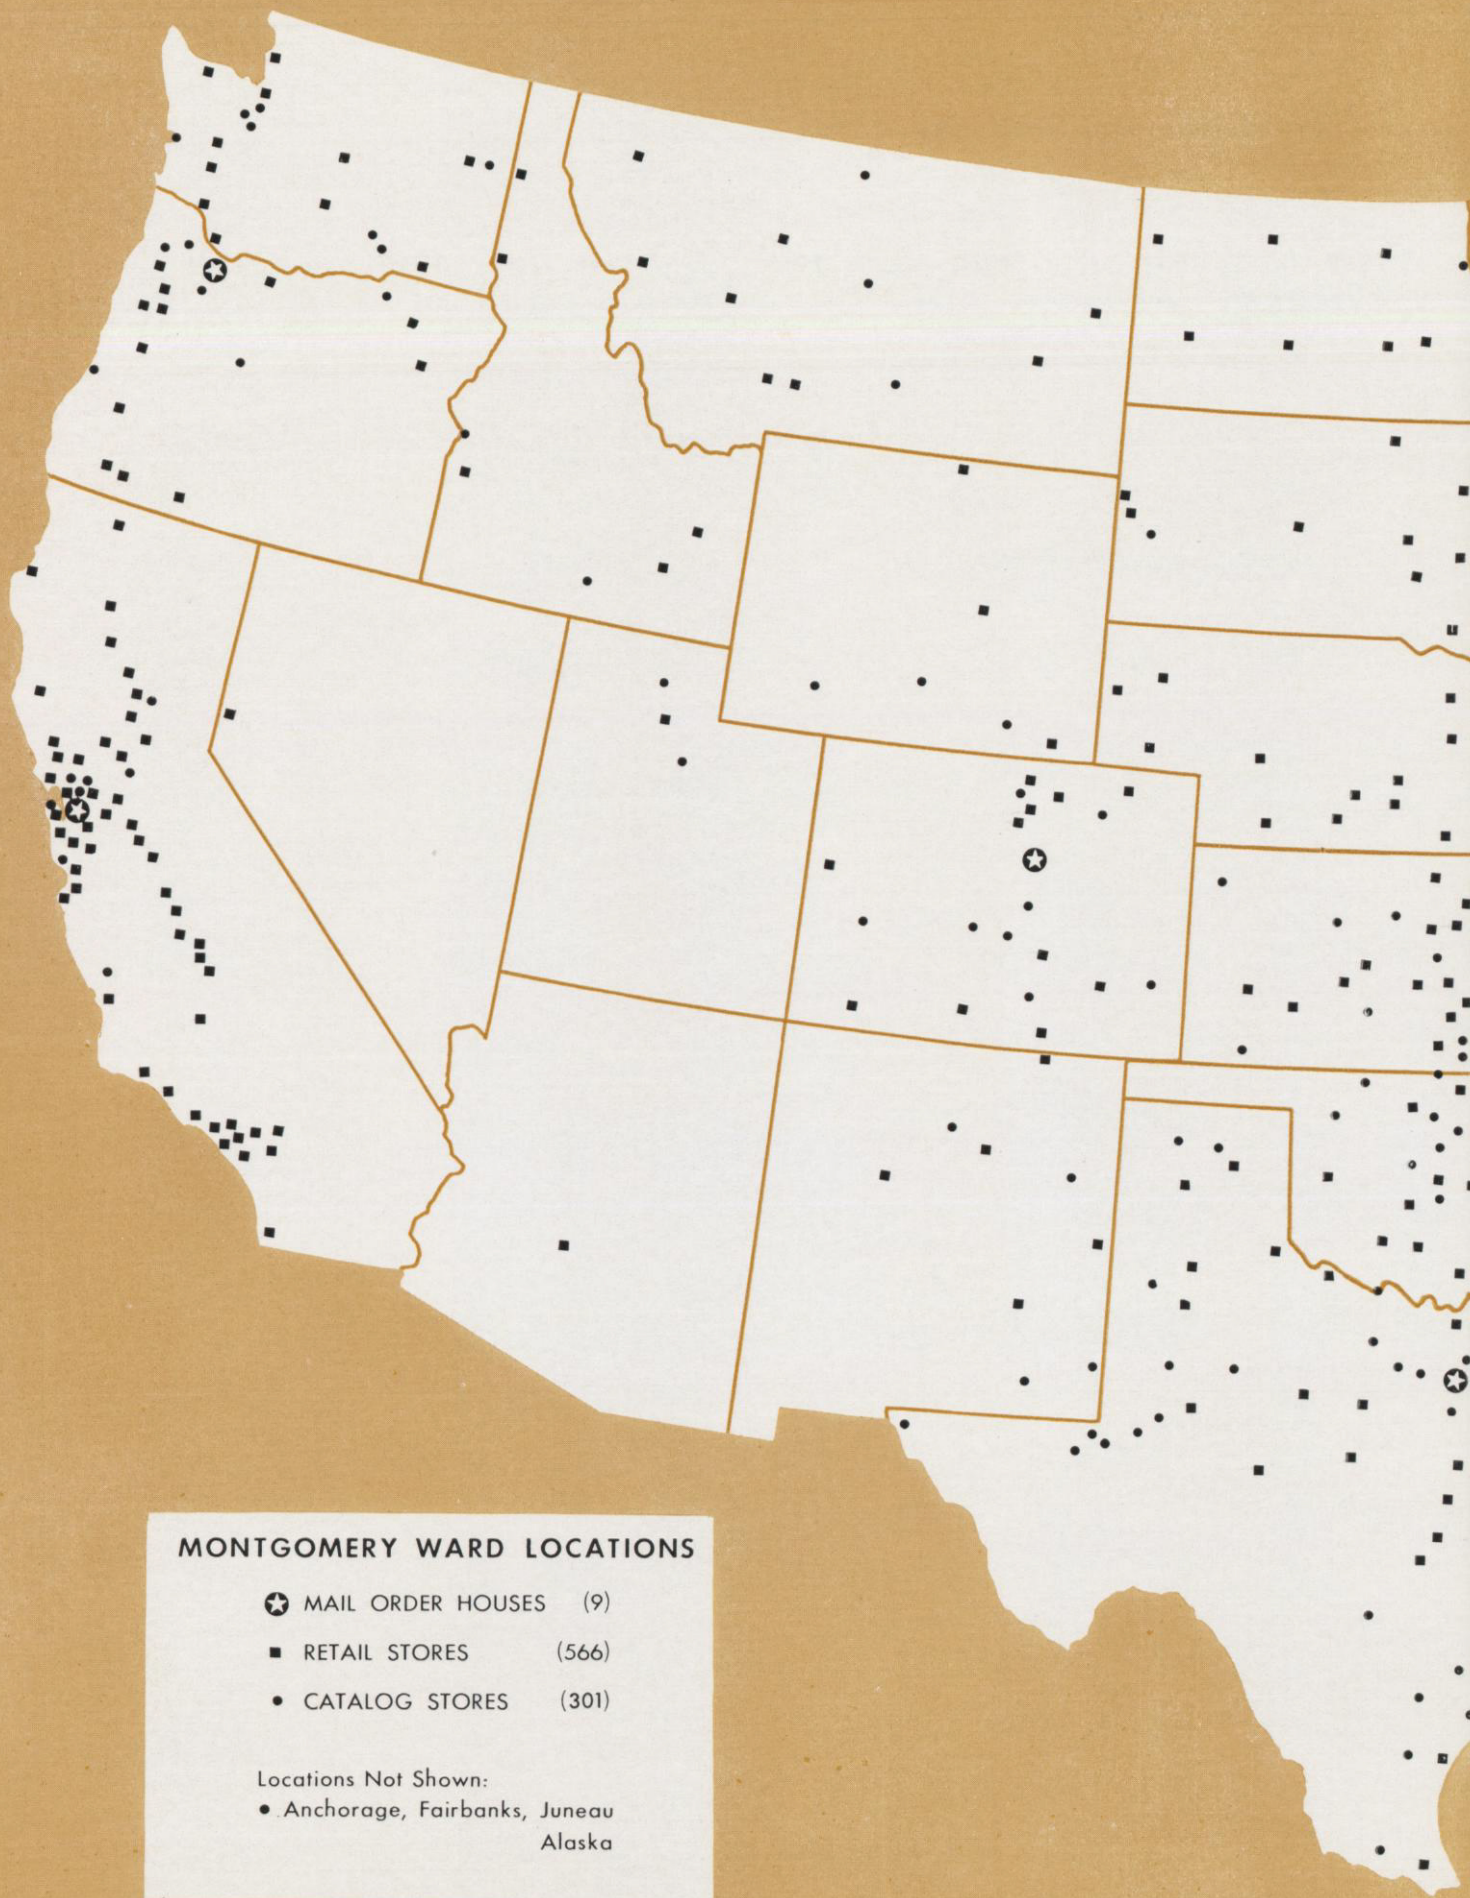 MONTGOMERY WARD LOCATIONS
MAIL ORDER HOUSES (9)
RETAIL STORES (566)
CATALOG STORES (301)
Locations Not Shown:
Anchorage, Fairbanks, Juneau
Alaska